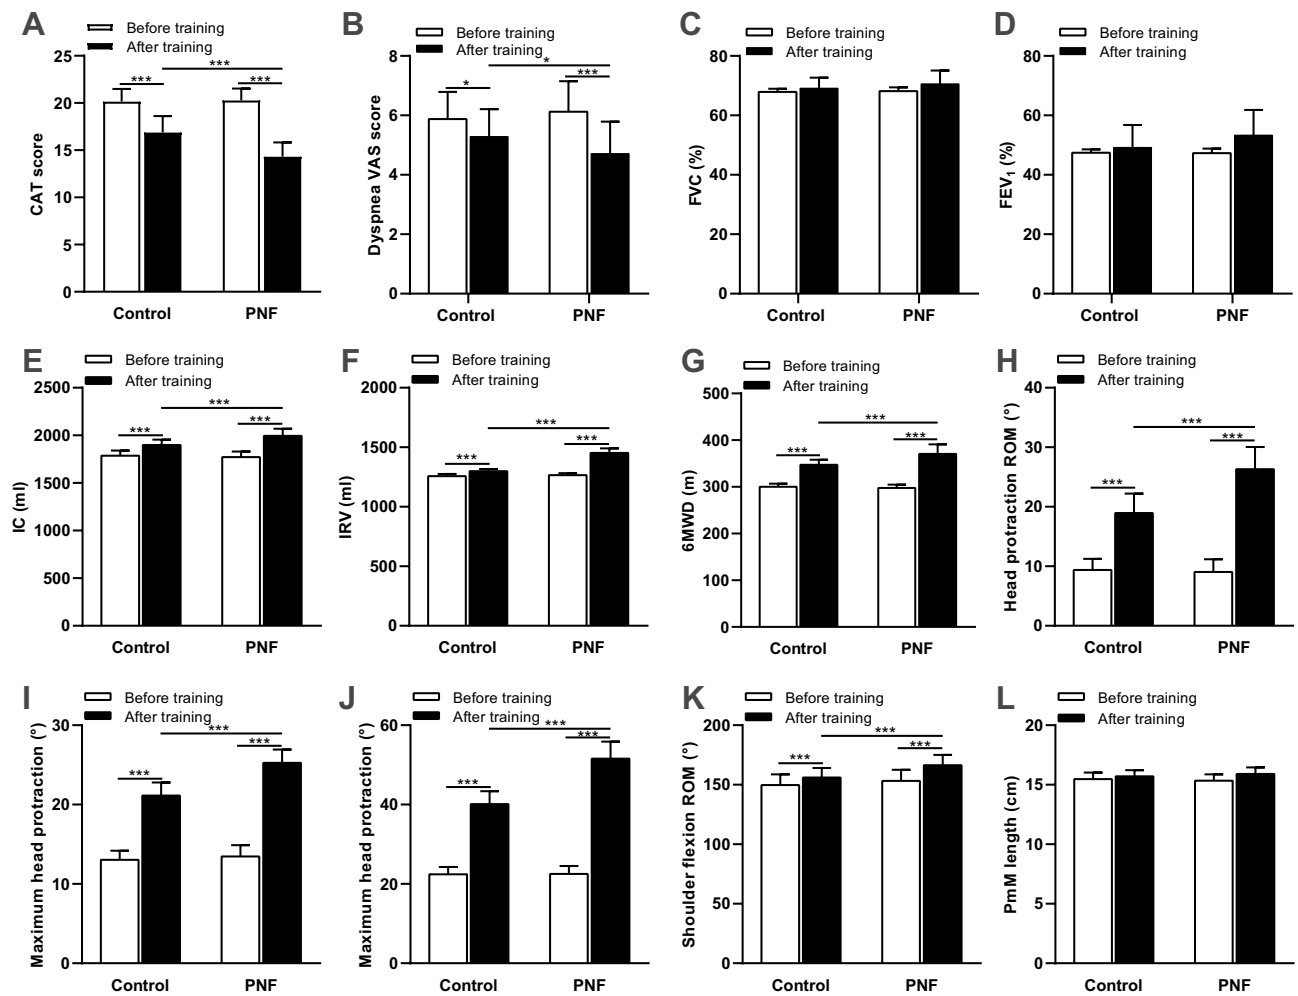 A
Before training
After training
CAT score
25
20
15
10
5
0
***
***
***
Control
PNF
B
Before training
After training
Dyspnea VAS score
8
6
4
2
0
*
*
***
Control
PNF
C
Before training
After training
FVC (%)
80
60
40
20
0
Control
PNF
D
Before training
After training
FEV1 (%)
80
60
40
20
0
Control
PNF
E
Before training
After training
IC (ml)
2500
2000
1500
1000
500
0
***
***
***
Control
PNF
F
Before training
After training
IRV (ml)
2000
1500
1000
500
0
***
***
***
Control
PNF
G
Before training
After training
6MWD (m)
500
400
300
200
100
0
***
***
***
Control
PNF
H
Before training
After training
Head protraction ROM (°)
40
30
20
10
0
***
***
***
Control
PNF
I
Before training
After training
Maximum head protraction (°)
30
20
10
0
***
***
***
Control
PNF
J
Before training
After training
Maximum head protraction (°)
60
40
20
0
***
***
***
Control
PNF
K
Before training
After training
Shoulder flexion ROM (°)
200
150
100
50
0
***
***
***
Control
PNF
L
Before training
After training
PmM length (cm)
20
15
10
5
0
Control
PNF